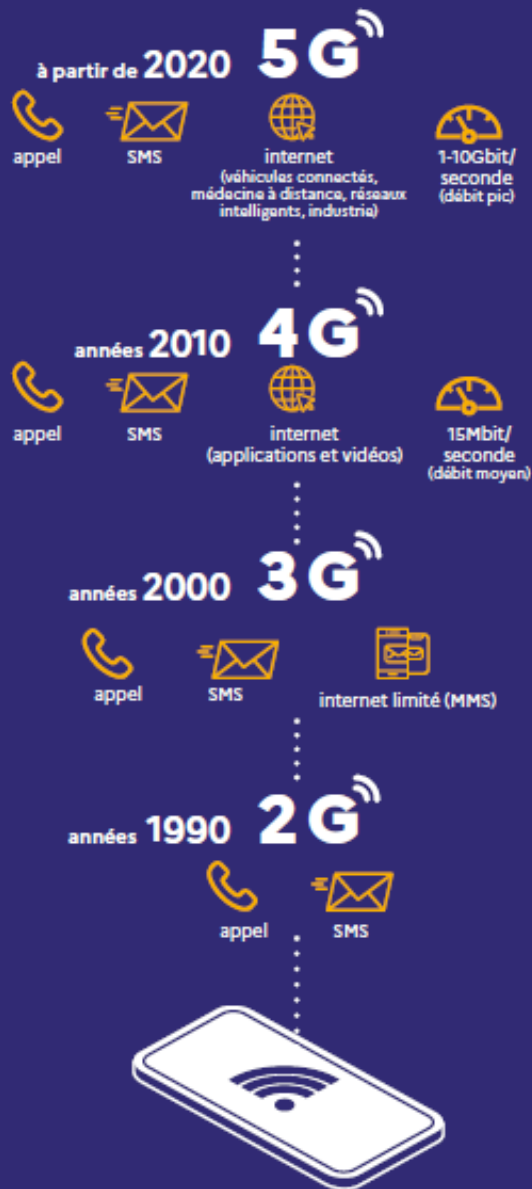 à partir de 2020 5G
appel
SMS
internet
(véhicules connectés,
médecine à distance, réseaux
intelligents, industrie)
1-10Gbit/
seconde
(débit pic)
années 2010 4G
appel
SMS
internet
(applications et vidéos)
15Mbit/
seconde
(débit moyen)
années 2000 3G
appel
SMS
internet limité (MMS)
années 1990 2G
appel
SMS